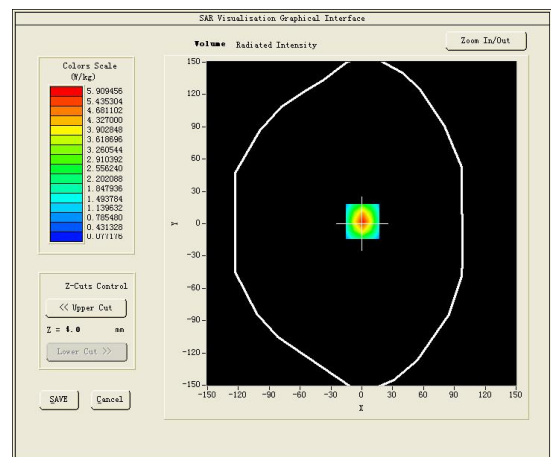 SAR Visualisation Graphical Interface
Volume Radiated Intensity
Zoom In/Out
Colors Scale
(W/kg)
5.909456
5.435304
4.681102
4.327000
3.902848
3.618696
3.260544
2.910392
2.556240
2.202088
1.847936
1.493784
1.139632
0.785480
0.431328
0.077176
Z-Cuts Control
<< Upper Cut
Z = 4.0 mm
Lower Cut >>
SAVE Cancel
150
120
90
60
30
0
-30
-60
-90
-120
-150
Y
-150 -120 -90 -60 -30 0 30 60 90 120 150
X